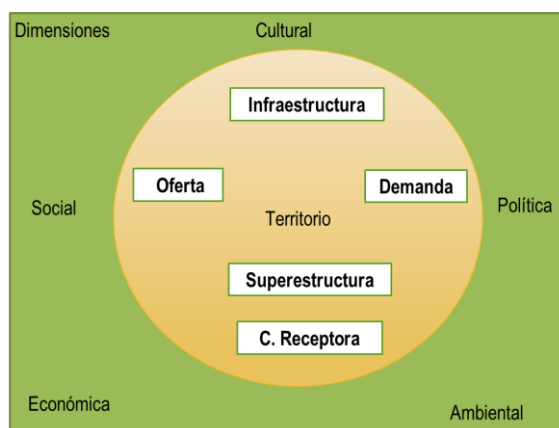 Dimensiones
Cultural
Infraestructura
Oferta
Demanda
Social
Territorio
Política
Superestructura
C. Receptora
Económica
Ambiental